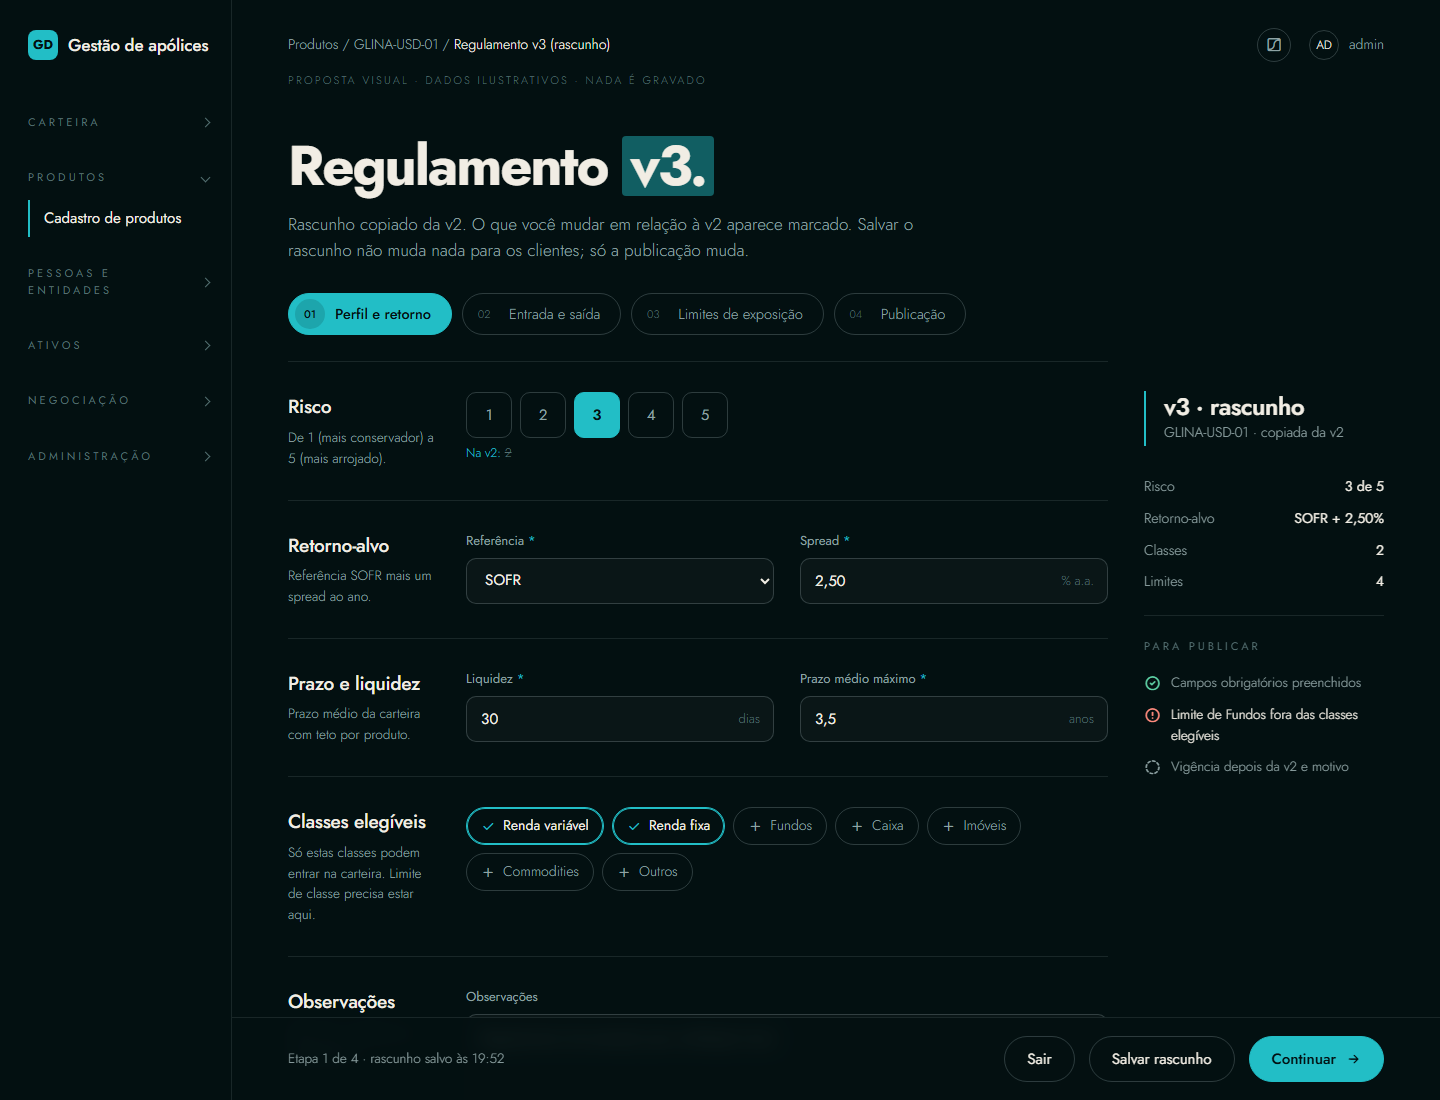 GD Gestão de apólices
CARTEIRA
PRODUTOS
Cadastro de produtos
PESSOAS E
ENTIDADES
ATIVOS
NEGOCIAÇÃO
ADMINISTRAÇÃO
Produtos / GLINA-USD-01 / Regulamento v3 (rascunho)
AD admin
PROPOSTA VISUAL · DADOS ILUSTRATIVOS · NADA É GRAVADO
Regulamento v3.
Rascunho copiado da v2. O que você mudar em relação à v2 aparece marcado. Salvar o
rascunho não muda nada para os clientes; só a publicação muda.
01 Perfil e retorno
02 Entrada e saída
03 Limites de exposição
04 Publicação
Risco
De 1 (mais conservador) a
5 (mais arrojado).
1 2 3 4 5
Na v2: 2
Retorno-alvo
Referência SOFR mais um
spread ao ano.
Referência *
SOFR
Spread *
2,50 % a.a.
Prazo e liquidez
Prazo médio da carteira
com teto por produto.
Liquidez *
30 dias
Prazo médio máximo *
3,5 anos
Classes elegíveis
Só estas classes podem
entrar na carteira. Limite
de classe precisa estar
aqui.
Renda variável
Renda fixa
+ Fundos
+ Caixa
+ Imóveis
+ Commodities
+ Outros
Observações
Observações
v3 · rascunho
GLINA-USD-01 · copiada da v2
Risco 3 de 5
Retorno-alvo SOFR + 2,50%
Classes 2
Limites 4
PARA PUBLICAR
Campos obrigatórios preenchidos
Limite de Fundos fora das classes
elegíveis
Vigência depois da v2 e motivo
Etapa 1 de 4 · rascunho salvo às 19:52
Sair
Salvar rascunho
Continuar →